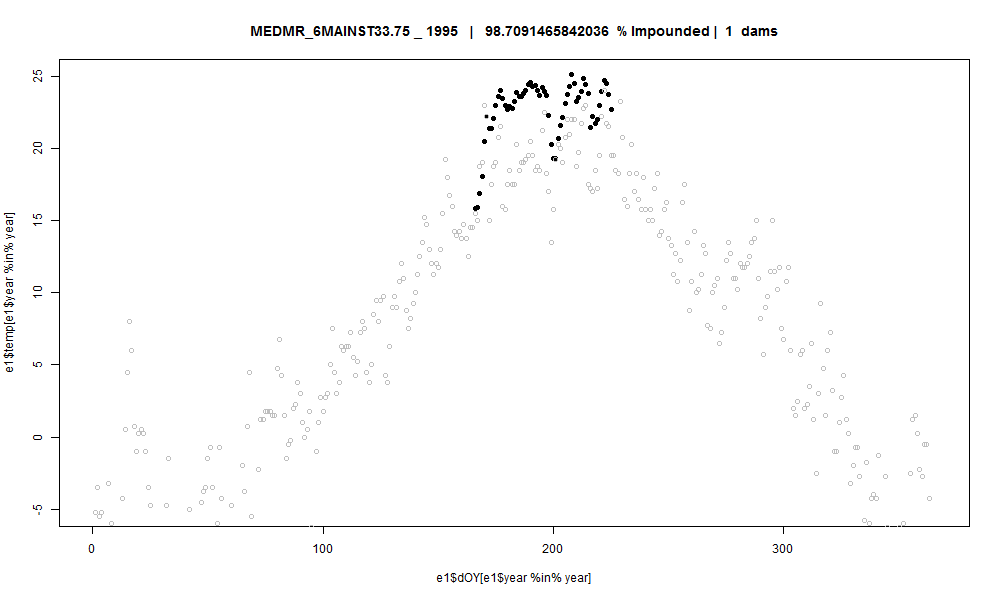 MEDMR_6MAINST33.75 _ 1995 | 98.7091465842036 % Impounded | 1 dams
25
20
15
10
5
0
-5
e1$temp[e1$year %in% year]
0 100 200 300
e1$dOY[e1$year %in% year]